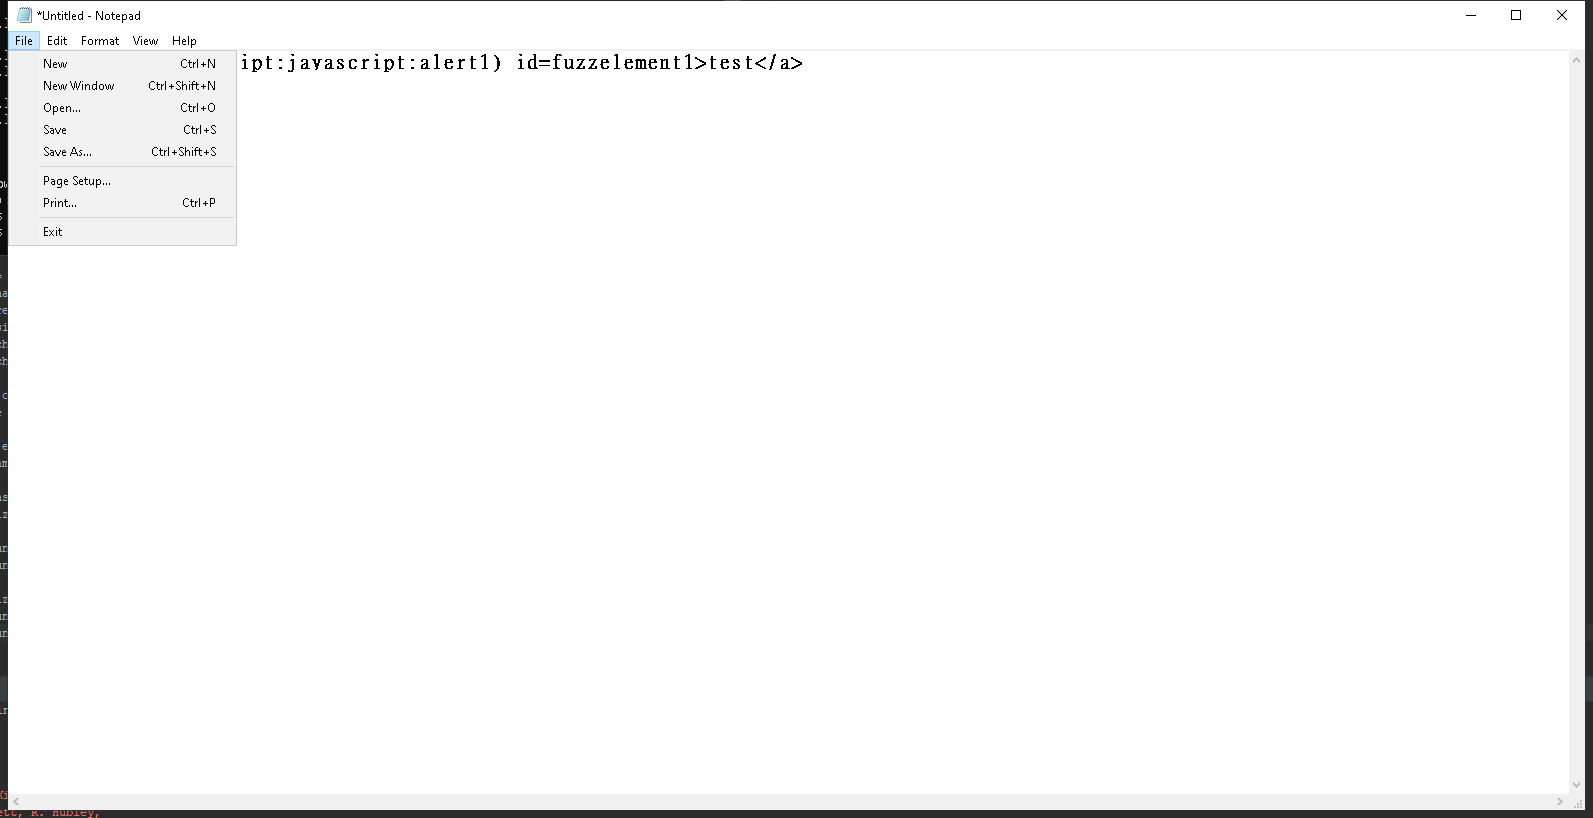 *Untitled - Notepad
File Edit Format View Help
ipt:javascript:alert1) id=fuzzelement1>test</a>
New Ctrl+N
New Window Ctrl+Shift+N
Open... Ctrl+O
Save Ctrl+S
Save As... Ctrl+Shift+S
Page Setup...
Print... Ctrl+P
Exit
R. Hubley,